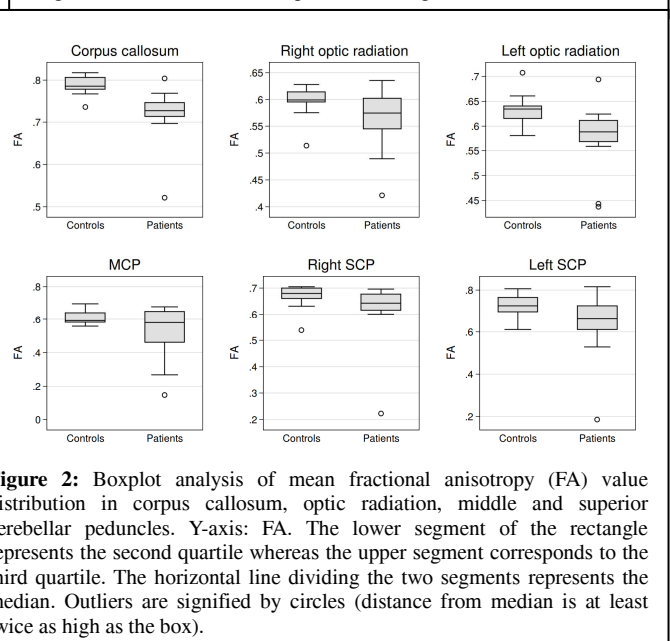 Corpus callosum
Right optic radiation
Left optic radiation
FA
.8
.7
.6
.5
Controls
Patients
FA
.65
.6
.55
.5
.45
.4
Controls
Patients
FA
.7
.65
.6
.55
.5
.45
Controls
Patients
MCP
Right SCP
Left SCP
FA
.8
.6
.4
.2
0
Controls
Patients
FA
.7
.6
.5
.4
.3
.2
Controls
Patients
FA
.8
.6
.4
.2
Controls
Patients
igure 2: Boxplot analysis of mean fractional anisotropy (FA) value
istribution in corpus callosum, optic radiation, middle and superior
erebellar peduncles. Y-axis: FA. The lower segment of the rectangle
epresents the second quartile whereas the upper segment corresponds to the
hird quartile. The horizontal line dividing the two segments represents the
nedian. Outliers are signified by circles (distance from median is at least
wice as high as the box).